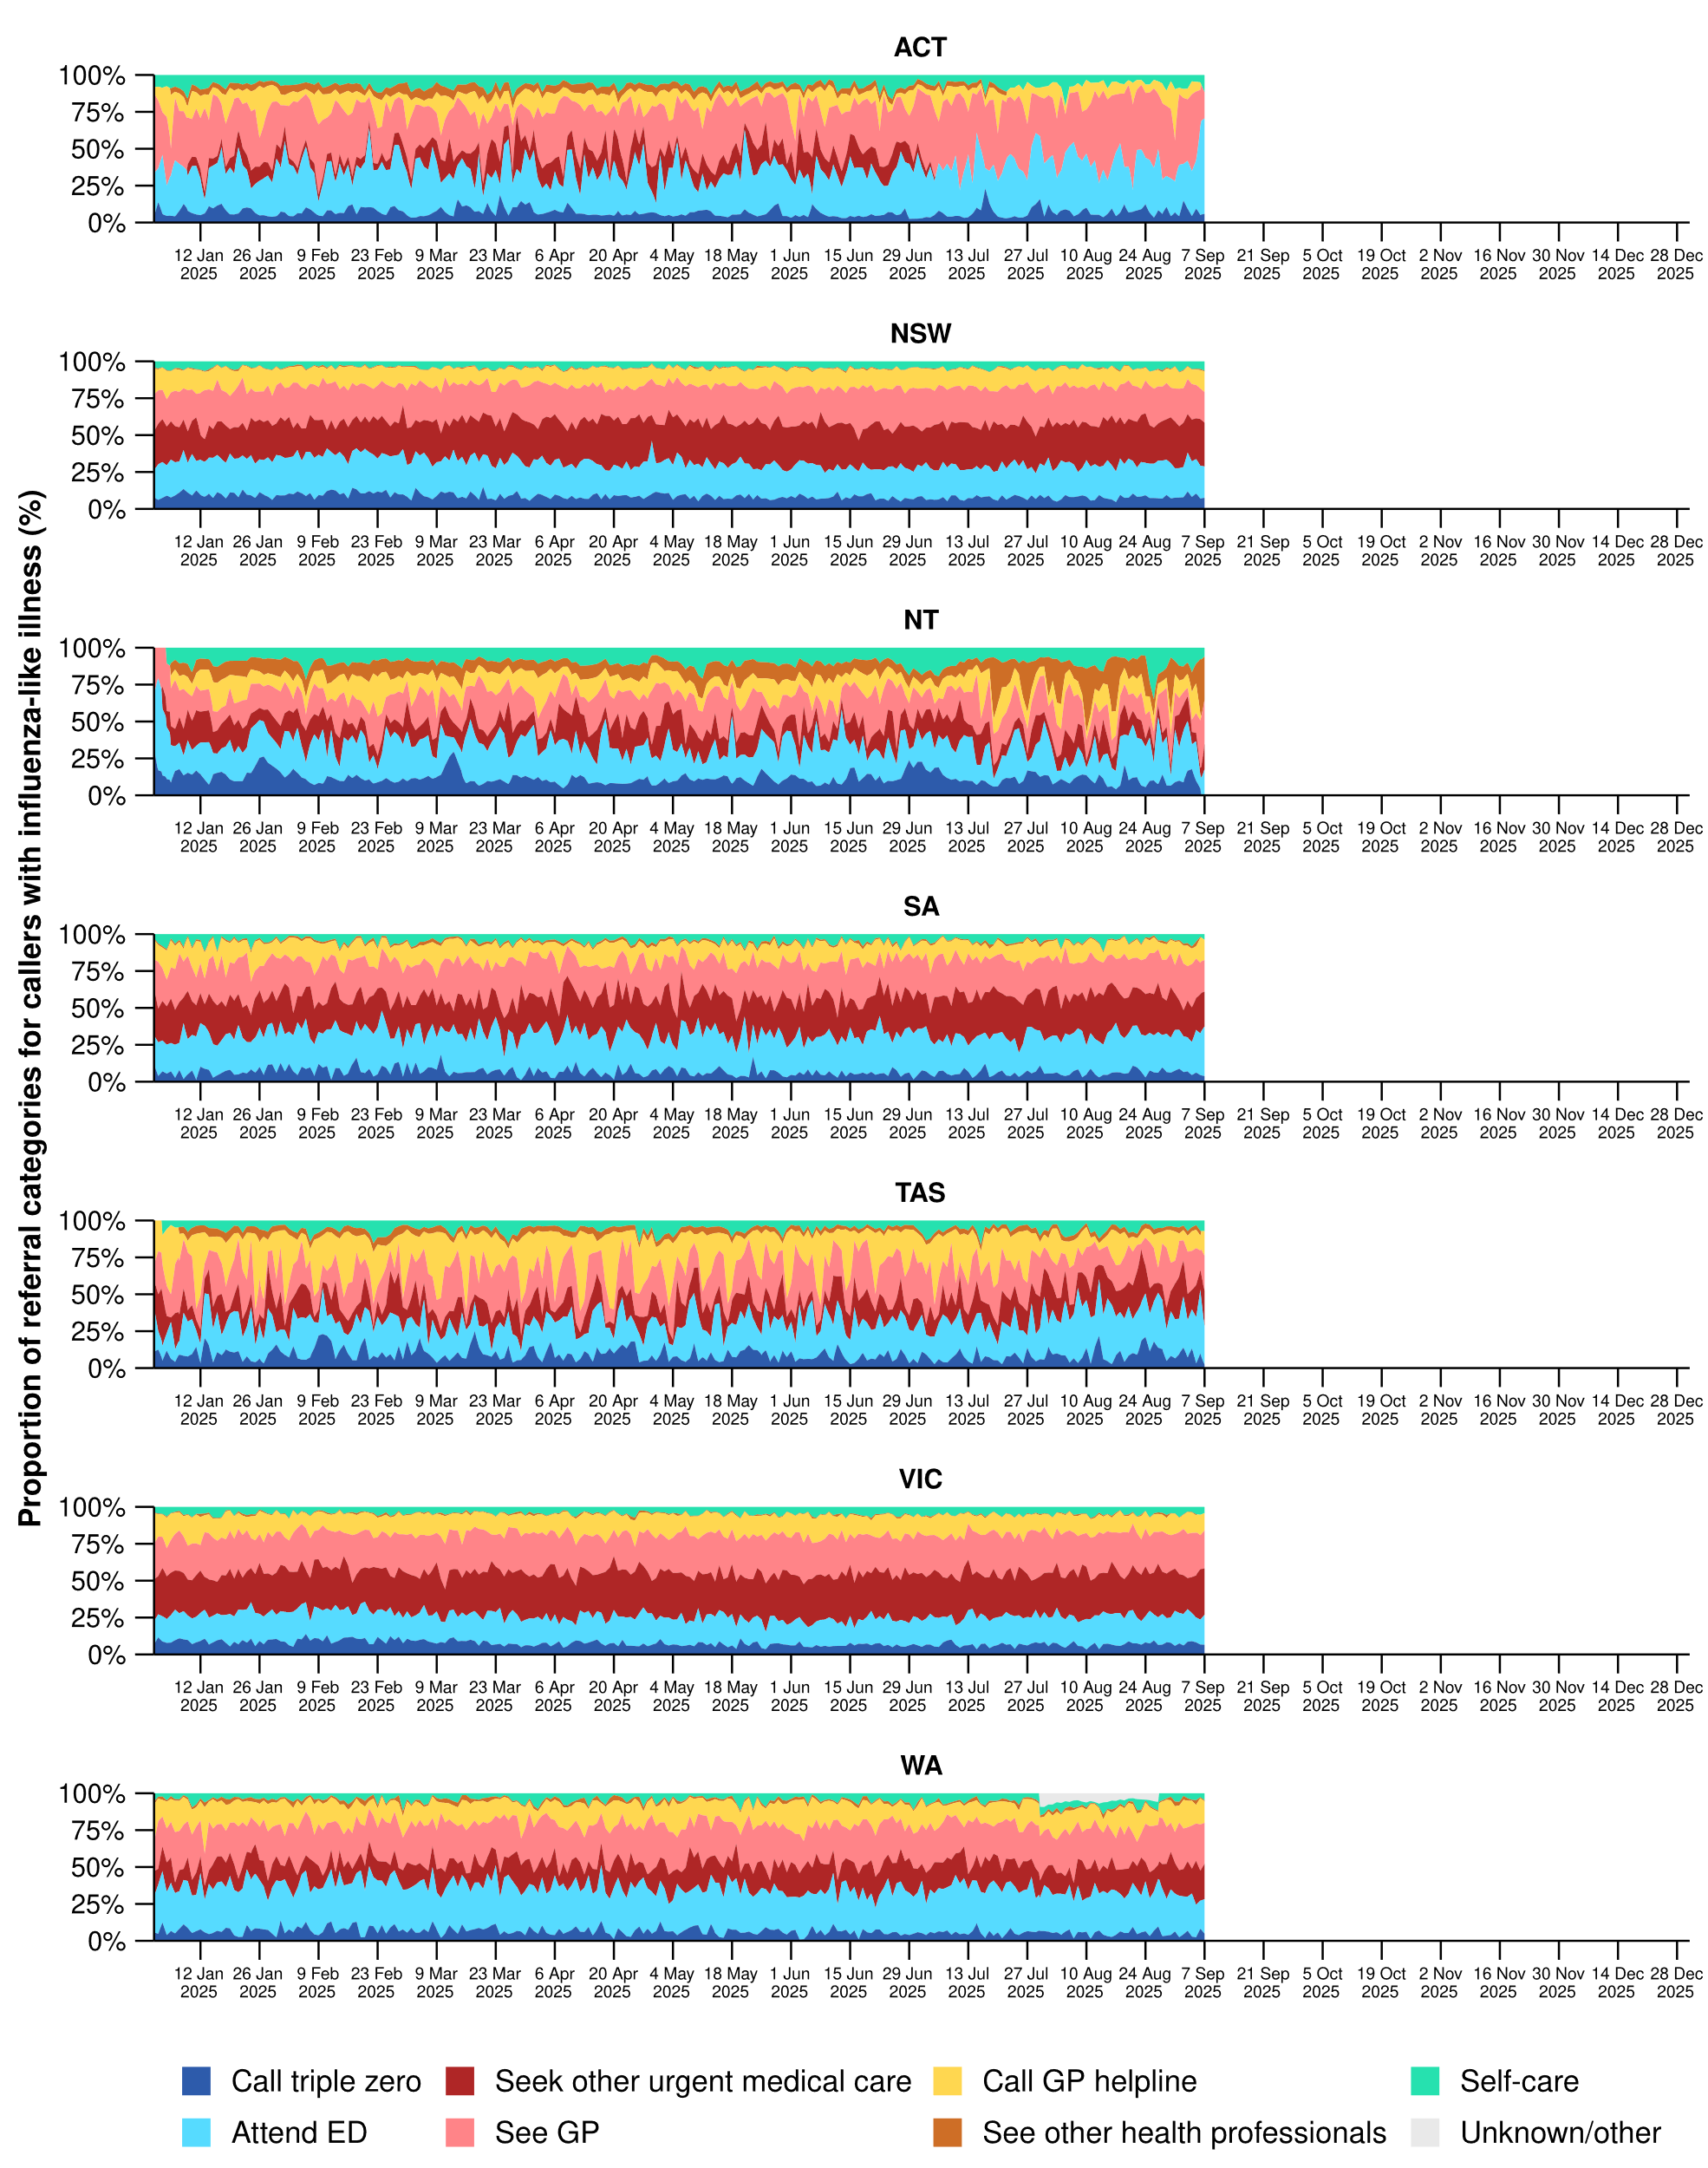 Proportion of referral categories for callers with influenza-like illness (%)
ACT
100%
75%
50%
25%
0%
12 Jan 26 Jan 9 Feb 23 Feb 9 Mar 23 Mar 6 Apr 20 Apr 4 May 18 May 1 Jun 15 Jun 29 Jun 13 Jul 27 Jul 10 Aug 24 Aug 7 Sep 21 Sep 5 Oct 19 Oct 2 Nov 16 Nov 30 Nov 14 Dec 28 Dec
2025 2025 2025 2025 2025 2025 2025 2025 2025 2025 2025 2025 2025 2025 2025 2025 2025 2025 2025 2025 2025 2025 2025 2025 2025 2025
NSW
100%
75%
50%
25%
0%
12 Jan 26 Jan 9 Feb 23 Feb 9 Mar 23 Mar 6 Apr 20 Apr 4 May 18 May 1 Jun 15 Jun 29 Jun 13 Jul 27 Jul 10 Aug 24 Aug 7 Sep 21 Sep 5 Oct 19 Oct 2 Nov 16 Nov 30 Nov 14 Dec 28 Dec
2025 2025 2025 2025 2025 2025 2025 2025 2025 2025 2025 2025 2025 2025 2025 2025 2025 2025 2025 2025 2025 2025 2025 2025 2025 2025
NT
100%
75%
50%
25%
0%
12 Jan 26 Jan 9 Feb 23 Feb 9 Mar 23 Mar 6 Apr 20 Apr 4 May 18 May 1 Jun 15 Jun 29 Jun 13 Jul 27 Jul 10 Aug 24 Aug 7 Sep 21 Sep 5 Oct 19 Oct 2 Nov 16 Nov 30 Nov 14 Dec 28 Dec
2025 2025 2025 2025 2025 2025 2025 2025 2025 2025 2025 2025 2025 2025 2025 2025 2025 2025 2025 2025 2025 2025 2025 2025 2025 2025
SA
100%
75%
50%
25%
0%
12 Jan 26 Jan 9 Feb 23 Feb 9 Mar 23 Mar 6 Apr 20 Apr 4 May 18 May 1 Jun 15 Jun 29 Jun 13 Jul 27 Jul 10 Aug 24 Aug 7 Sep 21 Sep 5 Oct 19 Oct 2 Nov 16 Nov 30 Nov 14 Dec 28 Dec
2025 2025 2025 2025 2025 2025 2025 2025 2025 2025 2025 2025 2025 2025 2025 2025 2025 2025 2025 2025 2025 2025 2025 2025 2025 2025
TAS
100%
75%
50%
25%
0%
12 Jan 26 Jan 9 Feb 23 Feb 9 Mar 23 Mar 6 Apr 20 Apr 4 May 18 May 1 Jun 15 Jun 29 Jun 13 Jul 27 Jul 10 Aug 24 Aug 7 Sep 21 Sep 5 Oct 19 Oct 2 Nov 16 Nov 30 Nov 14 Dec 28 Dec
2025 2025 2025 2025 2025 2025 2025 2025 2025 2025 2025 2025 2025 2025 2025 2025 2025 2025 2025 2025 2025 2025 2025 2025 2025 2025
VIC
100%
75%
50%
25%
0%
12 Jan 26 Jan 9 Feb 23 Feb 9 Mar 23 Mar 6 Apr 20 Apr 4 May 18 May 1 Jun 15 Jun 29 Jun 13 Jul 27 Jul 10 Aug 24 Aug 7 Sep 21 Sep 5 Oct 19 Oct 2 Nov 16 Nov 30 Nov 14 Dec 28 Dec
2025 2025 2025 2025 2025 2025 2025 2025 2025 2025 2025 2025 2025 2025 2025 2025 2025 2025 2025 2025 2025 2025 2025 2025 2025 2025
WA
100%
75%
50%
25%
0%
12 Jan 26 Jan 9 Feb 23 Feb 9 Mar 23 Mar 6 Apr 20 Apr 4 May 18 May 1 Jun 15 Jun 29 Jun 13 Jul 27 Jul 10 Aug 24 Aug 7 Sep 21 Sep 5 Oct 19 Oct 2 Nov 16 Nov 30 Nov 14 Dec 28 Dec
2025 2025 2025 2025 2025 2025 2025 2025 2025 2025 2025 2025 2025 2025 2025 2025 2025 2025 2025 2025 2025 2025 2025 2025 2025 2025
Call triple zero Seek other urgent medical care Call GP helpline Self-care
Attend ED See GP See other health professionals Unknown/other